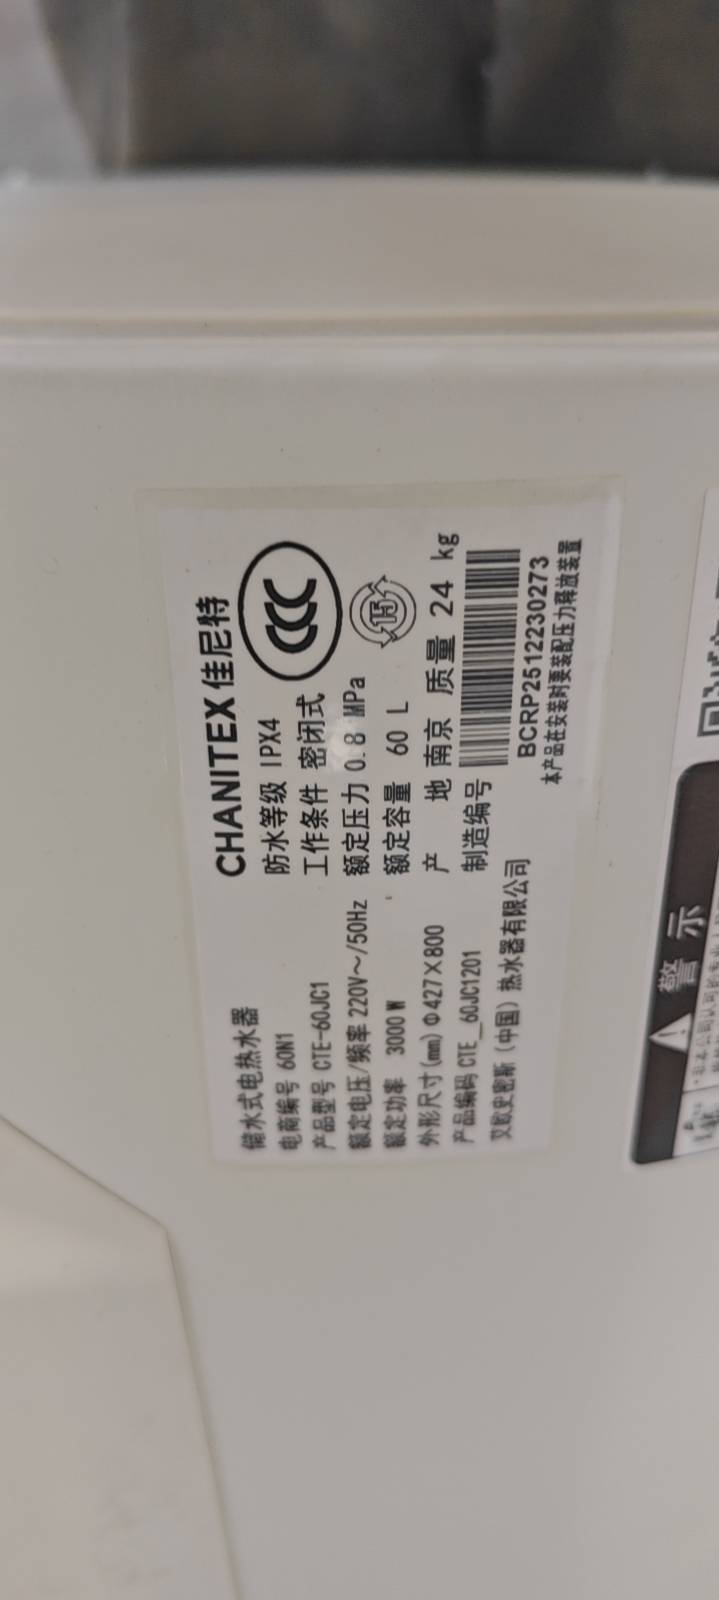 CHANITEX 佳尼特
储水式电热水器
电商编号 60N1
产品型号 CTE-60JC1
额定电压/频率 220V～/50Hz
额定功率 3000 W
外形尺寸(mm) Φ427×800
产品编码 CTE_60JC1201
艾欧史密斯（中国）热水器有限公司
防水等级 IPX4
工作条件 密闭式
额定压力 0.8 MPa
额定容量 60 L
产 地 南京 质量 24 kg
制造编号
BCRP2512230273
本产品在安装时要装配压力释放装置
CCC
15
警示